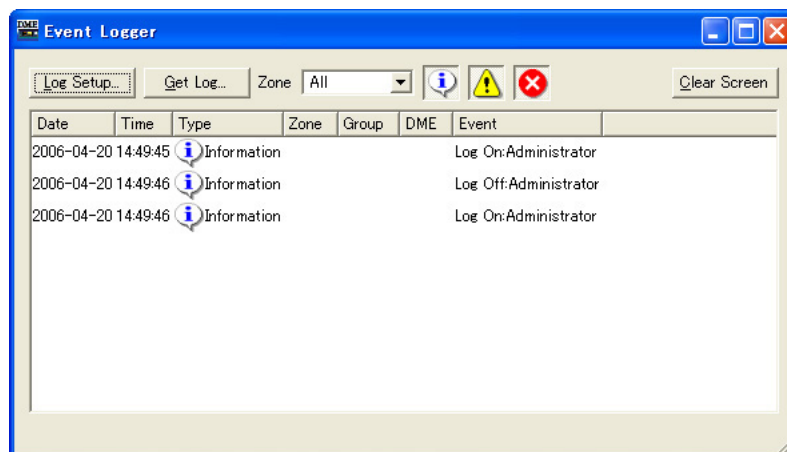 DME Event Logger
Log Setup... Get Log... Zone All Clear Screen
Date Time Type Zone Group DME Event
2006-04-20 14:49:45 Information Log On:Administrator
2006-04-20 14:49:46 Information Log Off:Administrator
2006-04-20 14:49:46 Information Log On:Administrator